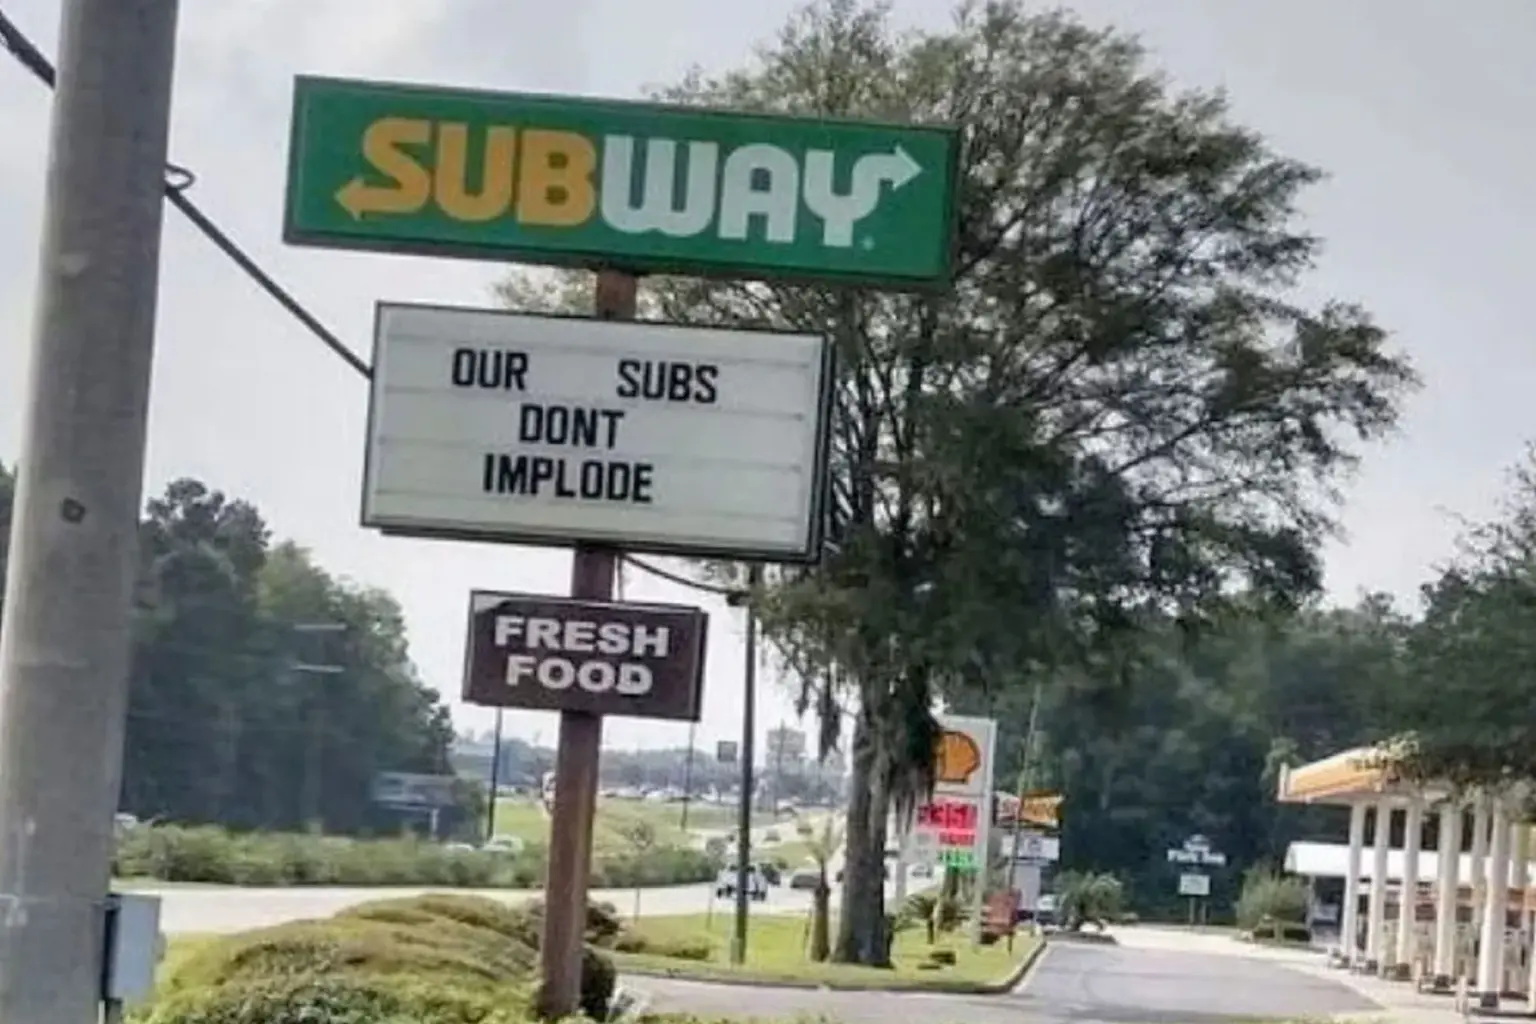 SUBWAY
OUR SUBS
DONT
IMPLODE
FRESH
FOOD